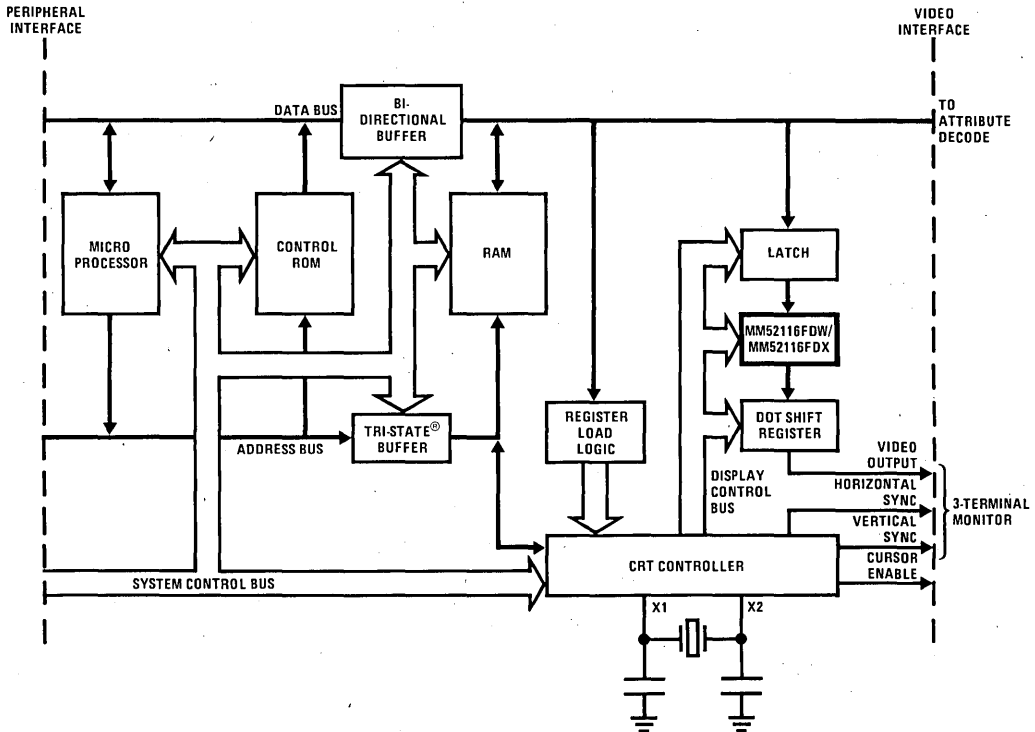 PERIPHERAL
INTERFACE
VIDEO
INTERFACE
DATA BUS
BI-
DIRECTIONAL
BUFFER
TO
ATTRIBUTE
DECODE
MICRO
PROCESSOR
CONTROL
ROM
RAM
LATCH
MM52116FDW/
MM52116FDX
DOT SHIFT
REGISTER
ADDRESS BUS
TRI-STATE®
BUFFER
REGISTER
LOAD
LOGIC
DISPLAY
CONTROL
BUS
VIDEO
OUTPUT
HORIZONTAL
SYNC
VERTICAL
SYNC
CURSOR
ENABLE
3-TERMINAL
MONITOR
SYSTEM CONTROL BUS
CRT CONTROLLER
X1
X2